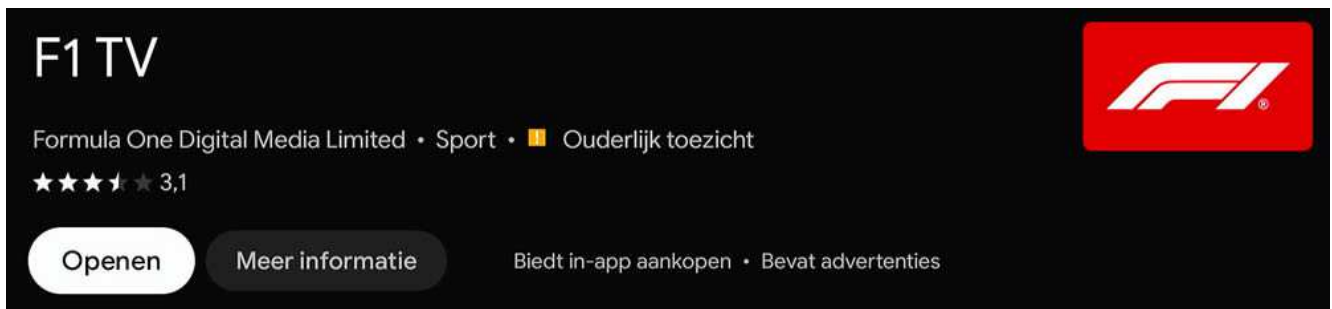 F1 TV
F1®
Formula One Digital Media Limited • Sport • Ouderlijk toezicht
3,1
Openen Meer informatie Biedt in-app aankopen • Bevat advertenties